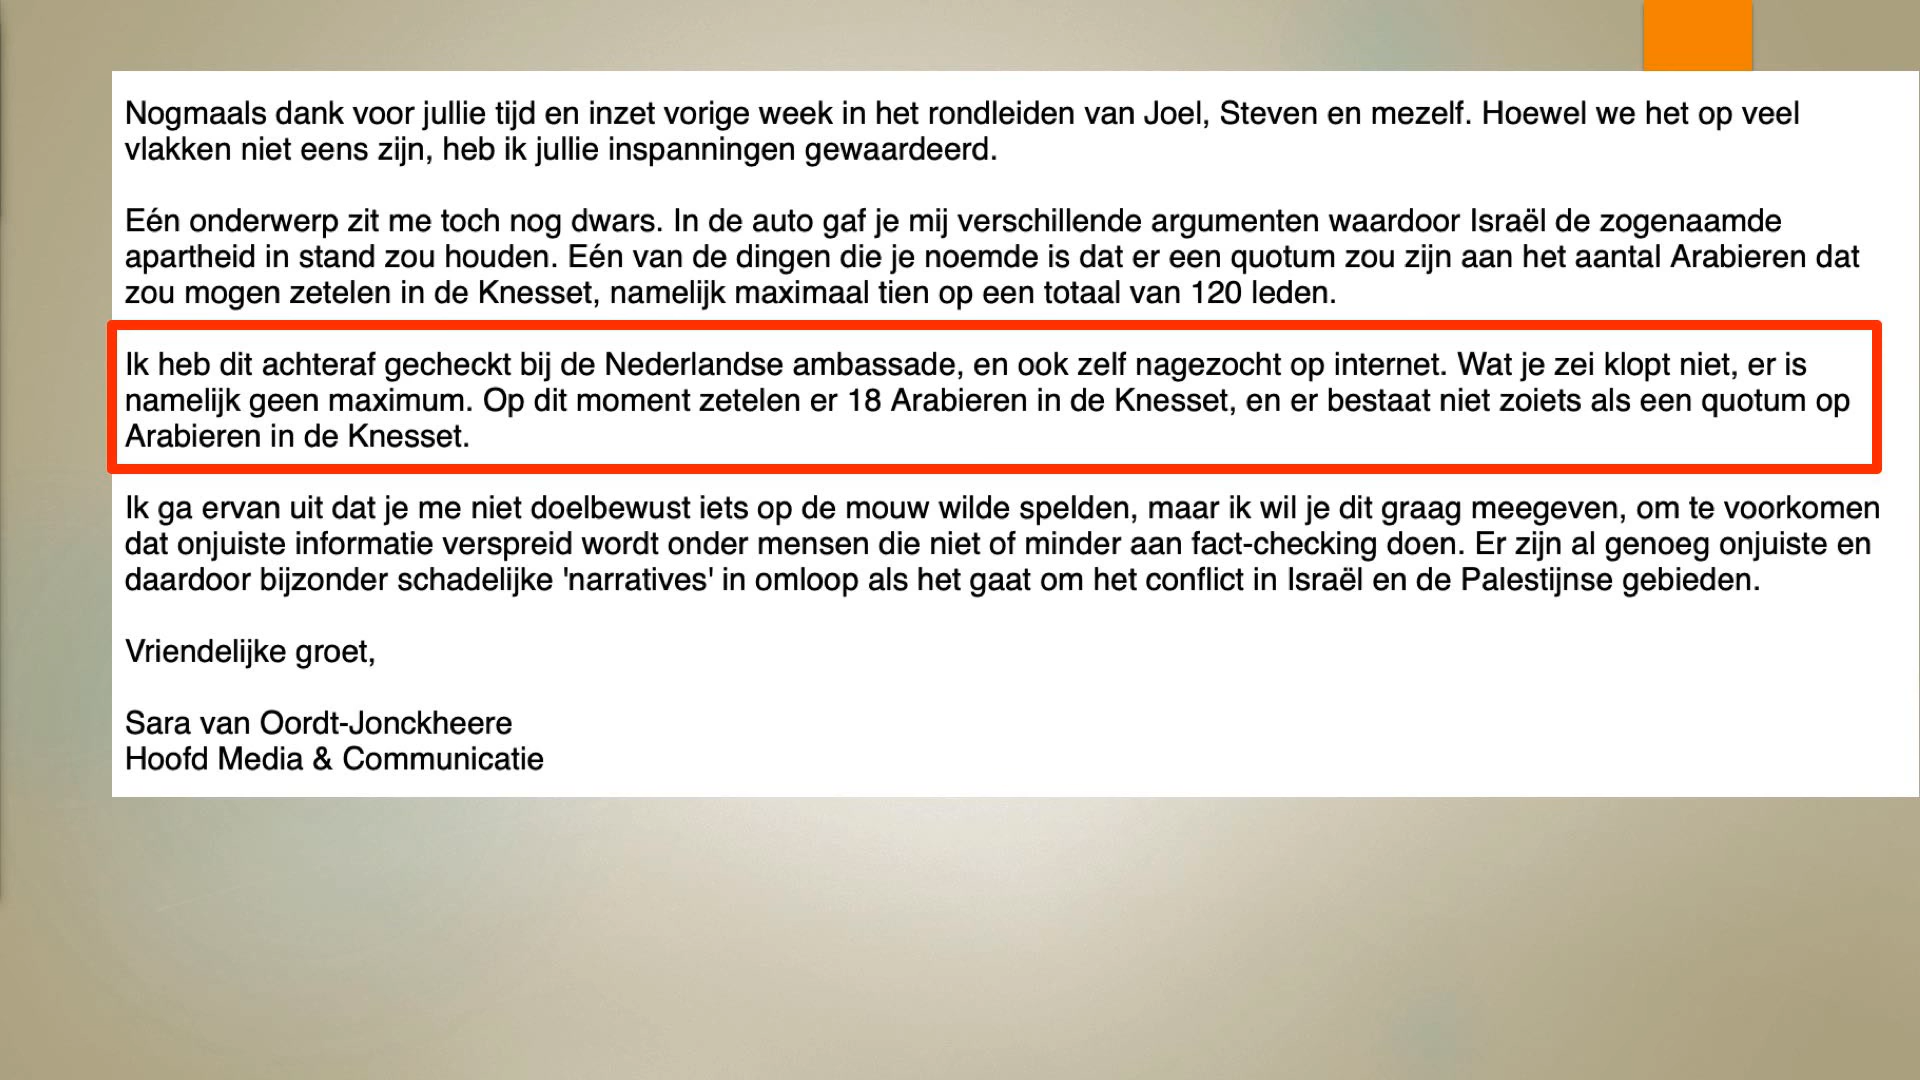 Nogmaals dank voor jullie tijd en inzet vorige week in het rondleiden van Joel, Steven en mezelf. Hoewel we het op veel
vlakken niet eens zijn, heb ik jullie inspanningen gewaardeerd.
Eén onderwerp zit me toch nog dwars. In de auto gaf je mij verschillende argumenten waardoor Israël de zogenaamde
apartheid in stand zou houden. Eén van de dingen die je noemde is dat er een quotum zou zijn aan het aantal Arabieren dat
zou mogen zetelen in de Knesset, namelijk maximaal tien op een totaal van 120 leden.
Ik heb dit achteraf gecheckt bij de Nederlandse ambassade, en ook zelf nagezocht op internet. Wat je zei klopt niet, er is
namelijk geen maximum. Op dit moment zetelen er 18 Arabieren in de Knesset, en er bestaat niet zoiets als een quotum op
Arabieren in de Knesset.
Ik ga ervan uit dat je me niet doelbewust iets op de mouw wilde spelden, maar ik wil je dit graag meegeven, om te voorkomen
dat onjuiste informatie verspreid wordt onder mensen die niet of minder aan fact-checking doen. Er zijn al genoeg onjuiste en
daardoor bijzonder schadelijke 'narratives' in omloop als het gaat om het conflict in Israël en de Palestijnse gebieden.
Vriendelijke groet,
Sara van Oordt-Jonckheere
Hoofd Media & Communicatie